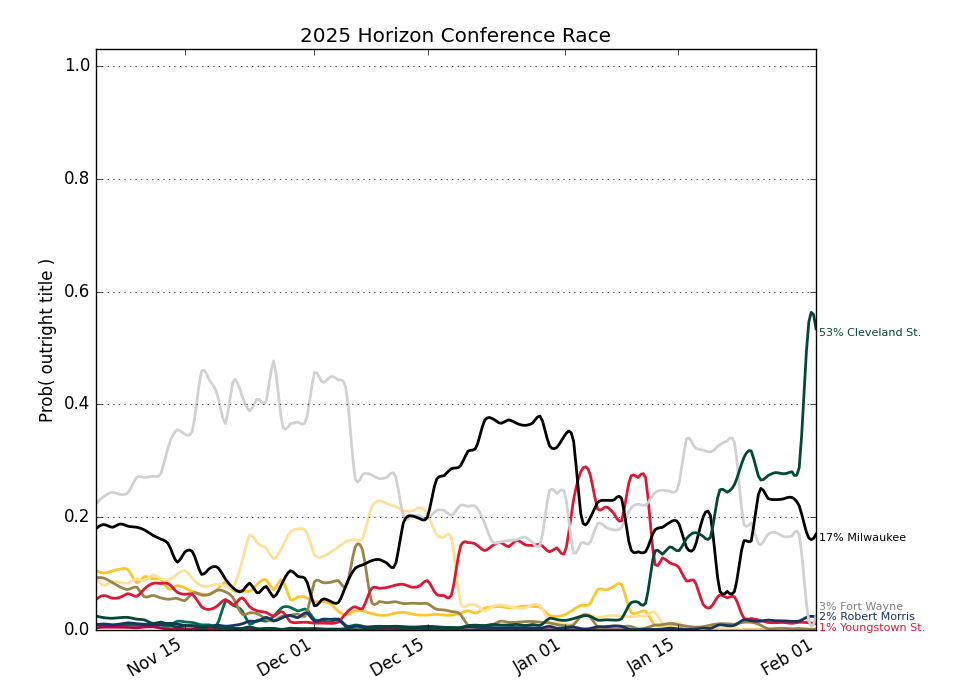 2025 Horizon Conference Race
Prob( outright title )
1.0
0.8
0.6
0.4
0.2
0.0
Nov 15
Dec 01
Dec 15
Jan 01
Jan 15
Feb 01
53% Cleveland St.
17% Milwaukee
3% Fort Wayne
2% Robert Morris
1% Youngstown St.